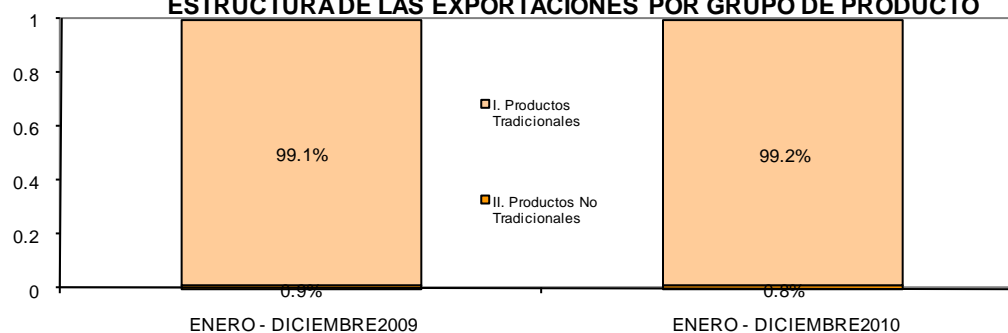 ESTRUCTURA DE LAS EXPORTACIONES POR GRUPO DE PRODUCTO
1
0.8
0.6
0.4
0.2
0
99.1%
0.9%
I. Productos
Tradicionales
II. Productos No
Tradicionales
99.2%
0.8%
ENERO - DICIEMBRE2009
ENERO - DICIEMBRE2010